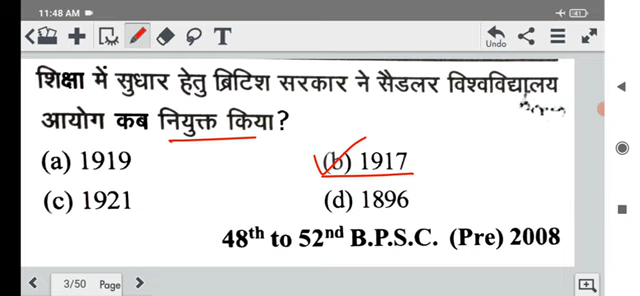 11:48 AM
41
T
Undo
शिक्षा में सुधार हेतु ब्रिटिश सरकार ने सैडलर विश्वविद्यालय
आयोग कब नियुक्त किया?
(a) 1919
(b) 1917
(c) 1921
(d) 1896
48th to 52nd B.P.S.C. (Pre) 2008
3/50 Page